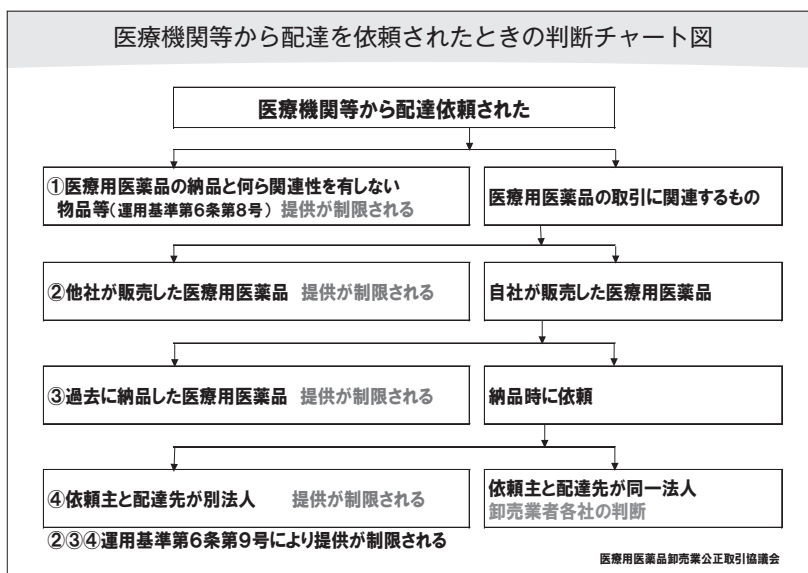 医療機関等から配達を依頼されたときの判断チャート図
医療機関等から配達依頼された
①医療用医薬品の納品と何ら関連性を有しない
物品等(運用基準第6条第8号) 提供が制限される
医療用医薬品の取引に関連するもの
②他社が販売した医療用医薬品 提供が制限される
自社が販売した医療用医薬品
③過去に納品した医療用医薬品 提供が制限される
納品時に依頼
④依頼主と配達先が別法人 提供が制限される
依頼主と配達先が同一法人
卸売業者各社の判断
②③④運用基準第6条第9号により提供が制限される
医療用医薬品卸売業公正取引協議会